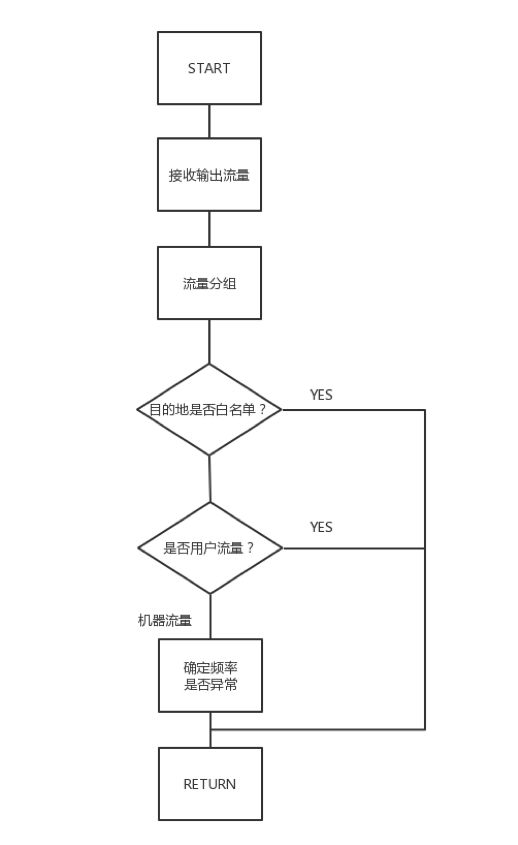 START
接收输出流量
流量分组
目的地是否白名单？
YES
是否用户流量？
YES
机器流量
确定频率
是否异常
RETURN